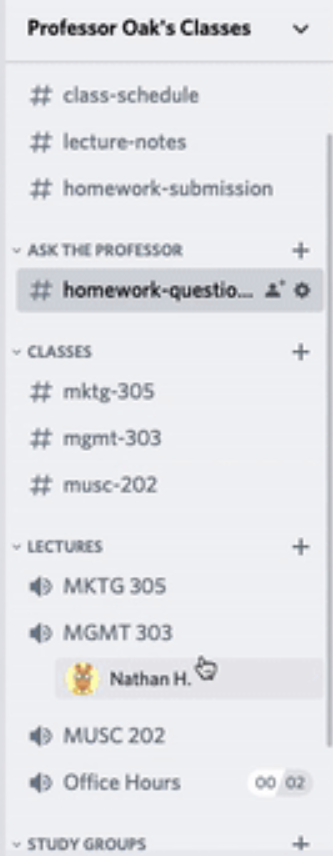 Professor Oak's Classes
# class-schedule
# lecture-notes
# homework-submission
ASK THE PROFESSOR +
# homework-questio...
CLASSES +
# mktg-305
# mgmt-303
# musc-202
LECTURES +
MKTG 305
MGMT 303
Nathan H.
MUSC 202
Office Hours 00 02
STUDY GROUPS +